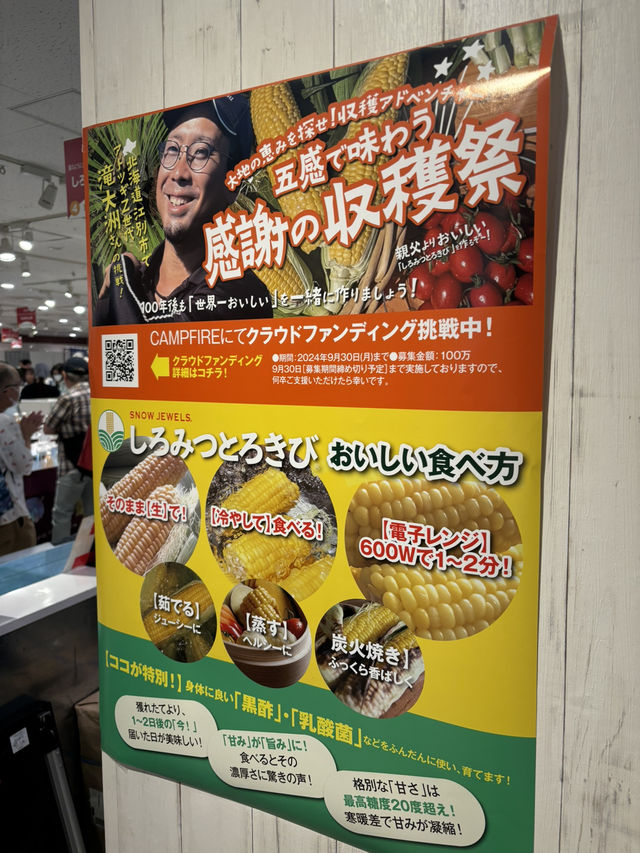 大地の恵みを探せ!収穫アドベンチャ
五感で味わう
感謝の収穫祭
北海道江別市で
アロッキブ世代
滝大洲さんの挑戦!
親父よりおいしい
「しろみつとろきび」を作るぞー!
100年後も「世界一おいしい」を一緒に作りましょう!
CAMPFIREにてクラウドファンディング挑戦中!
クラウドファンディング
詳細はコチラ!
●期間:2024年9月30日(月)まで●募集金額:100万
9月30日[募集期間締め切り予定]まで実施しておりますので、
何卒ご支援いただけたら幸いです。
SNOW JEWELS.
しろみつとろきび おいしい食べ方
そのまま【生】で!
【冷やして】食べる!
【電子レンジ】
600Wで1〜2分!
【茹でる】
ジューシーに
【蒸す】
ヘルシーに
炭火焼き】
ふっくら香ばしく
【ココが特別!】身体に良い「黒酢」・「乳酸菌」などをふんだんに使い、育てます!
獲れたてより、
1〜2日後の「今!」
届いた日が美味しい!
「甘み」が「旨み」に!
食べるとその
濃厚さに驚きの声!
格別な「甘さ」は
最高糖度20度超え!
寒暖差で甘みが凝縮!